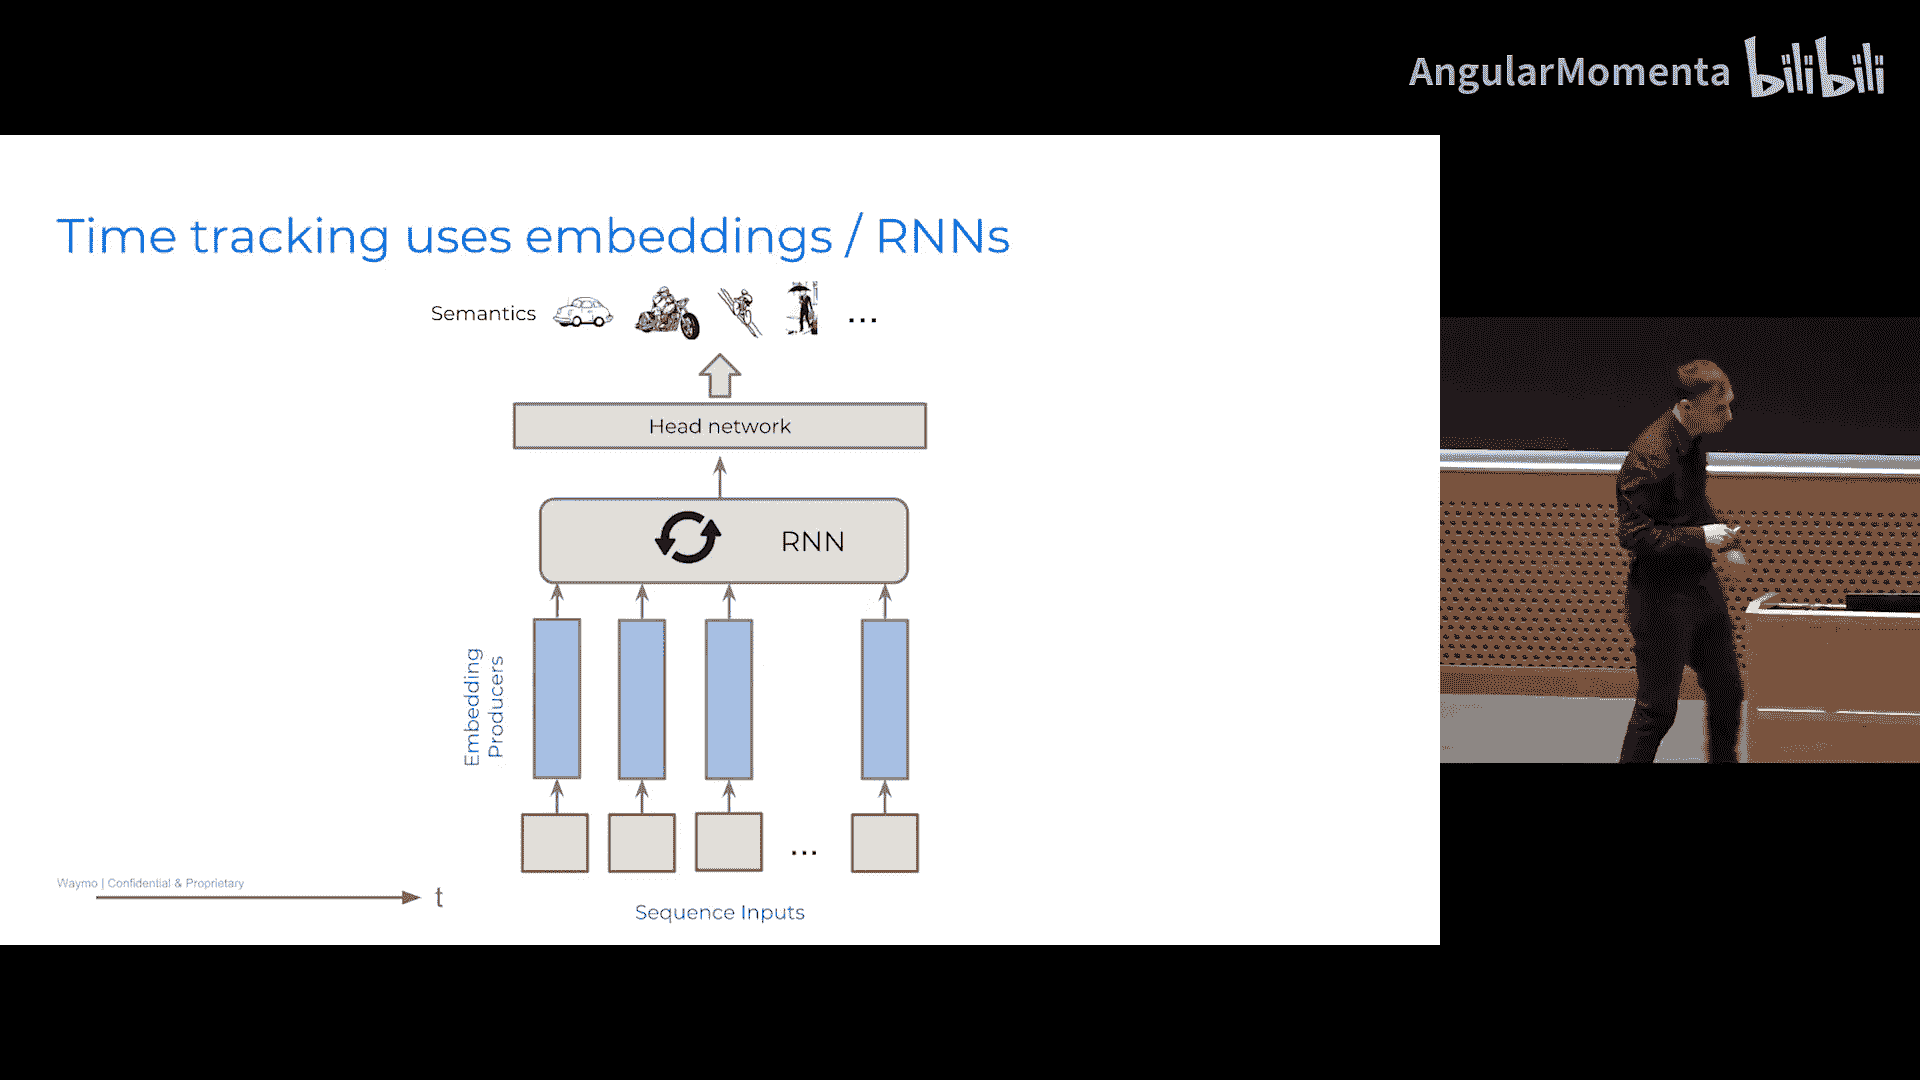 AngularMomenta bilibili
Time tracking uses embeddings / RNNs
Semantics
...
Head network
RNN
Embedding
Producers
...
Waymo | Confidential & Proprietary
t
Sequence Inputs